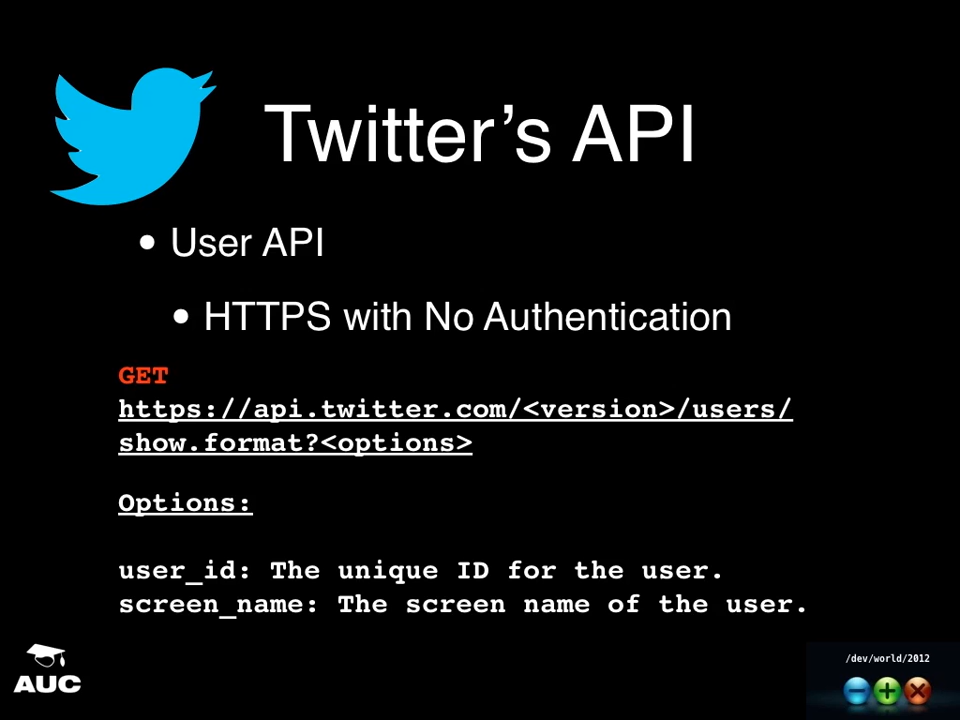 Twitter's API
• User API
• HTTPS with No Authentication
GET
https://api.twitter.com/<version>/users/
show.format?<options>
Options:
user_id: The unique ID for the user.
screen_name: The screen name of the user.
AUC
/dev/world/2012